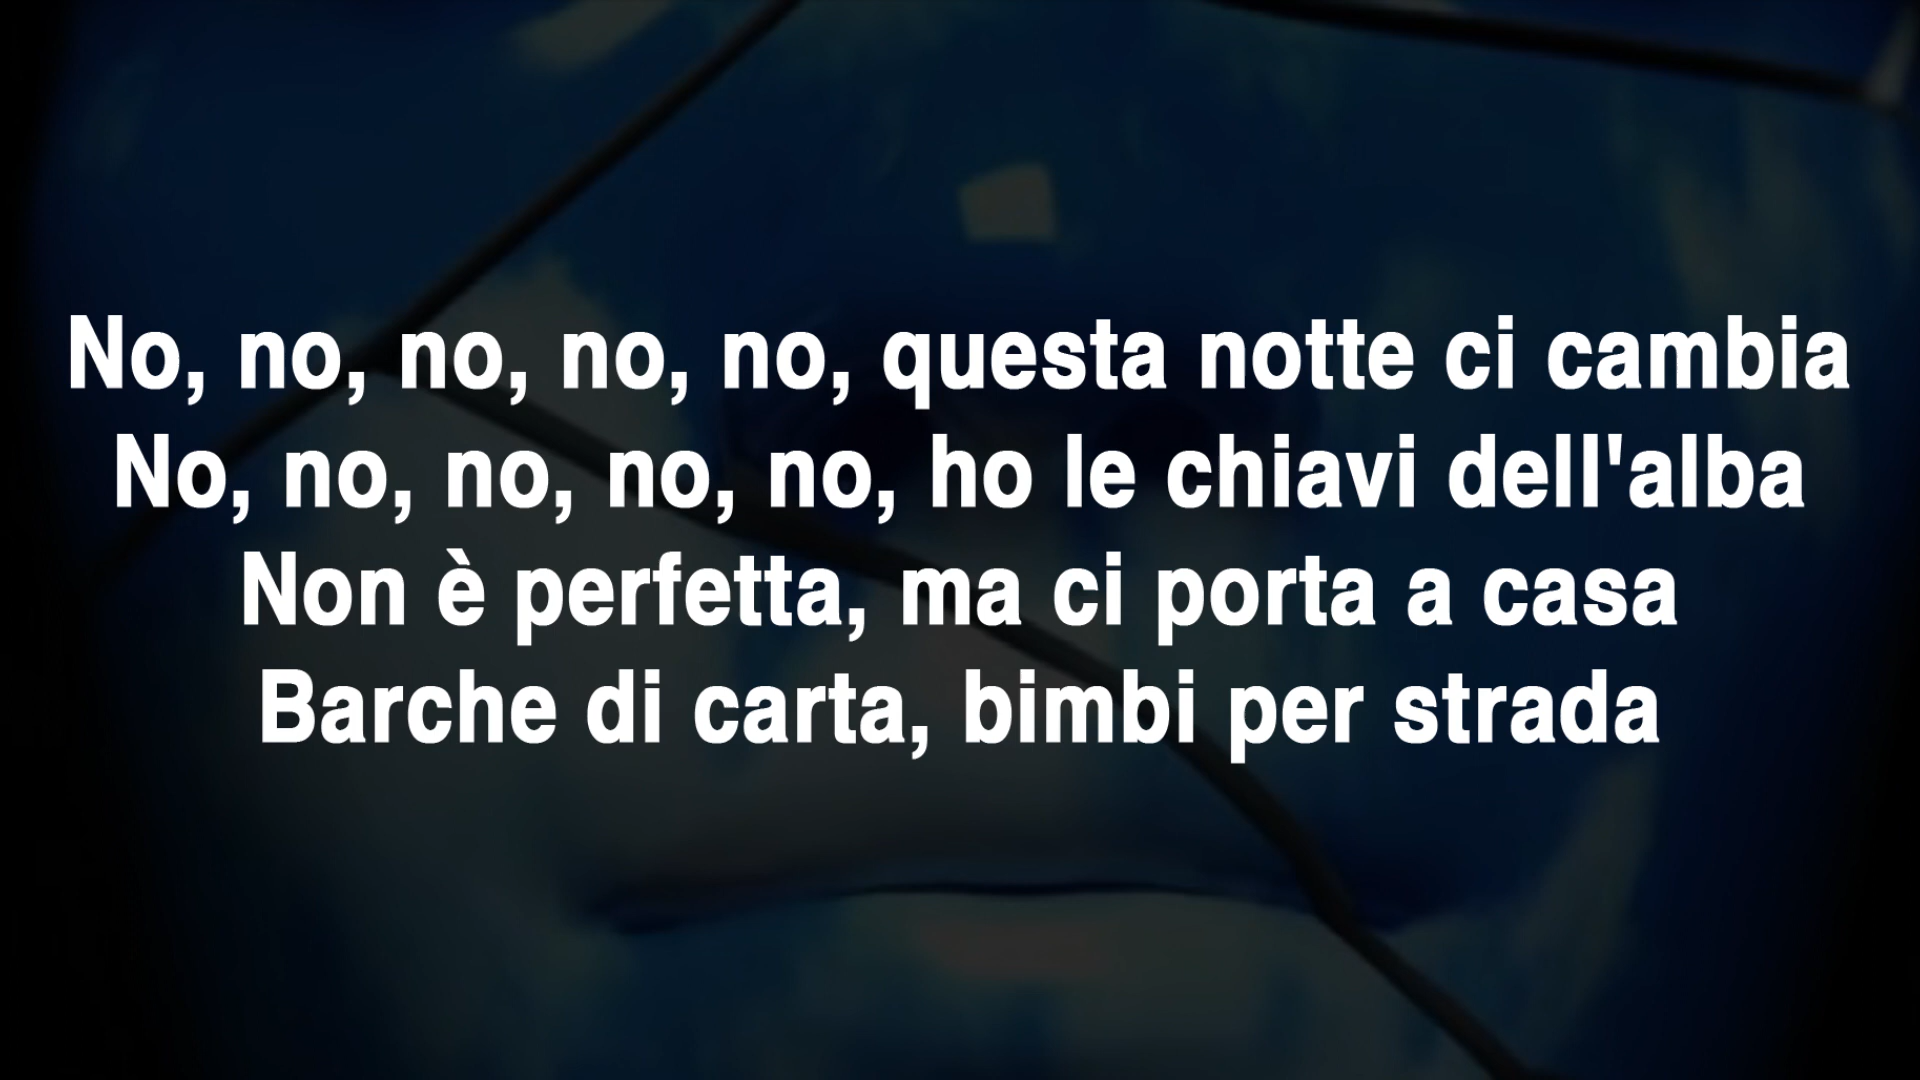 No, no, no, no, no, questa notte ci cambia
No, no, no, no, no, ho le chiavi dell'alba
Non è perfetta, ma ci porta a casa
Barche di carta, bimbi per strada